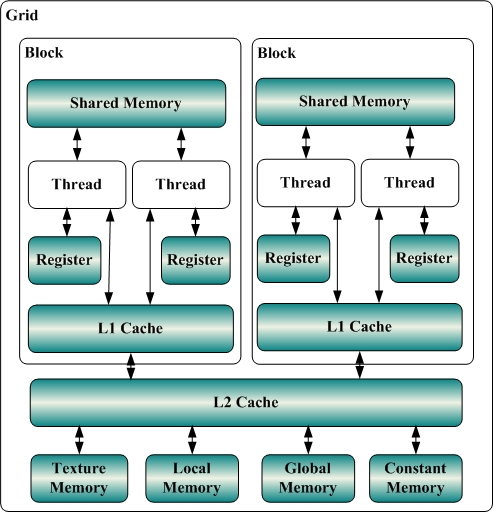 Grid
Block
Shared Memory
Thread
Thread
Register
Register
L1 Cache
Block
Shared Memory
Thread
Thread
Register
Register
L1 Cache
L2 Cache
Texture
Memory
Local
Memory
Global
Memory
Constant
Memory